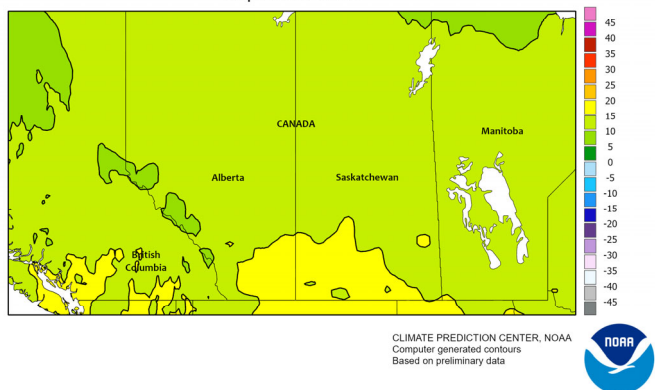 CANADA
Manitoba
Alberta
Saskatchewan
British
Columbia
45
40
35
30
25
20
15
10
5
0
-5
-10
-15
-20
-25
-30
-35
-40
-45
CLIMATE PREDICTION CENTER, NOAA
Computer generated contours
Based on preliminary data
NOAA